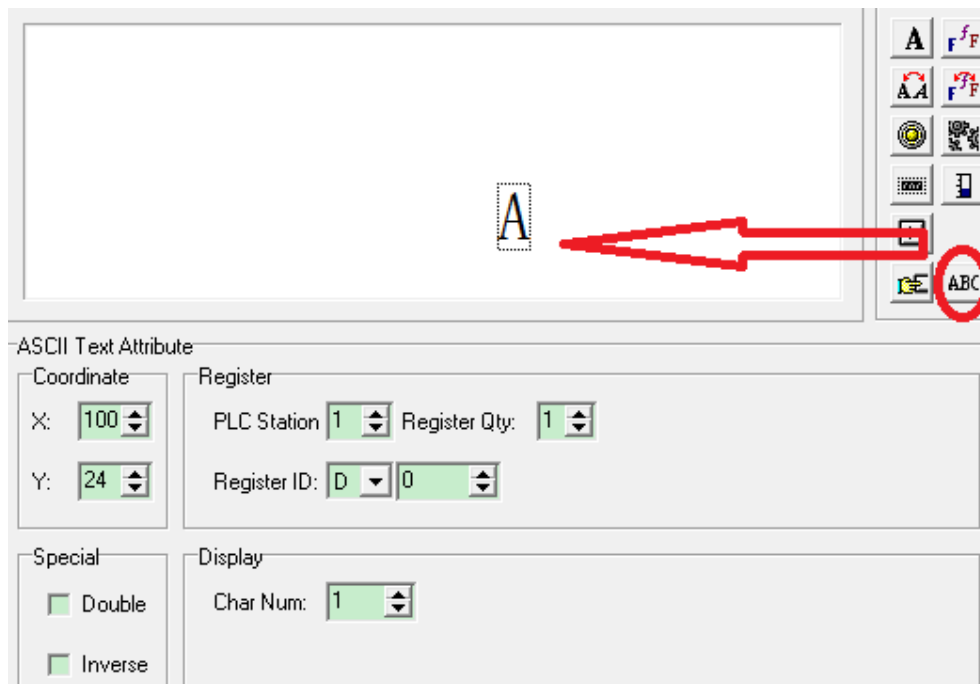 A
F f F
A A
F f F
A
ABC
ASCII Text Attribute
Coordinate
Register
X: 100
PLC Station 1 Register Qty: 1
Y: 24
Register ID: D 0
Special
Display
Double
Char Num: 1
Inverse